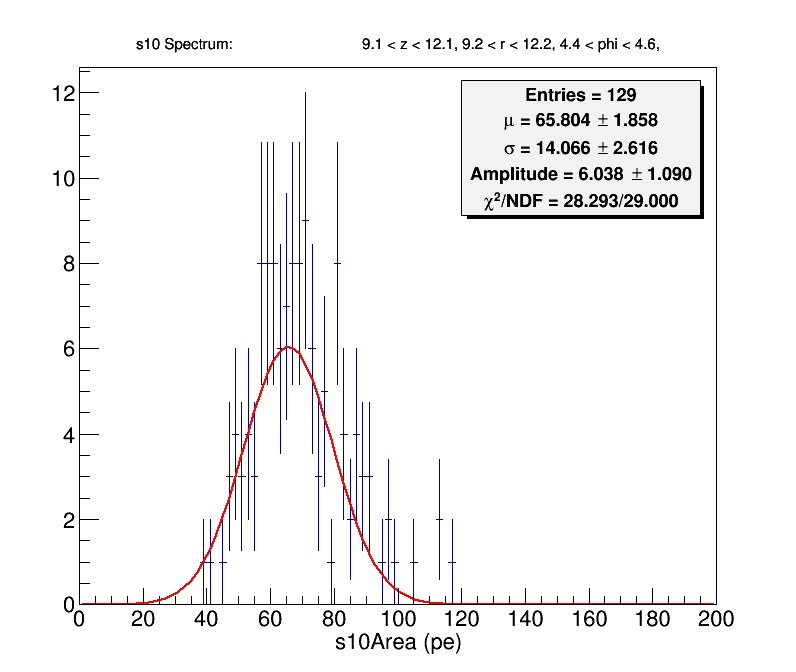 s10 Spectrum: 9.1 < z < 12.1, 9.2 < r < 12.2, 4.4 < phi < 4.6,
Entries = 129
μ = 65.804 ± 1.858
σ = 14.066 ± 2.616
Amplitude = 6.038 ± 1.090
χ²/NDF = 28.293/29.000
12
10
8
6
4
2
0
0 20 40 60 80 100 120 140 160 180 200
s10Area (pe)